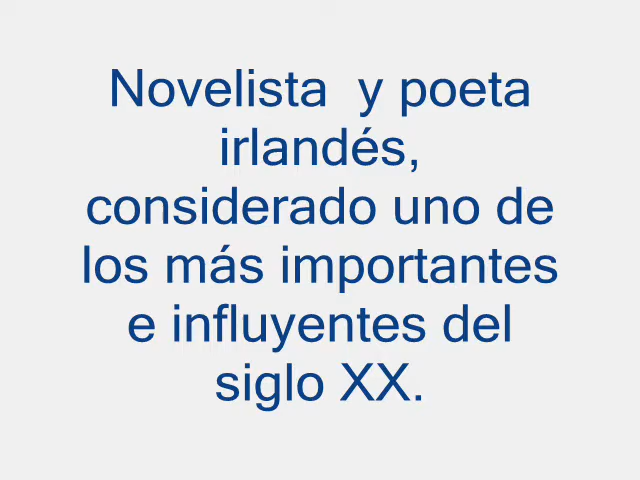 Novelista  y poeta
irlandés,
considerado uno de
los más importantes
e influyentes del
siglo XX.